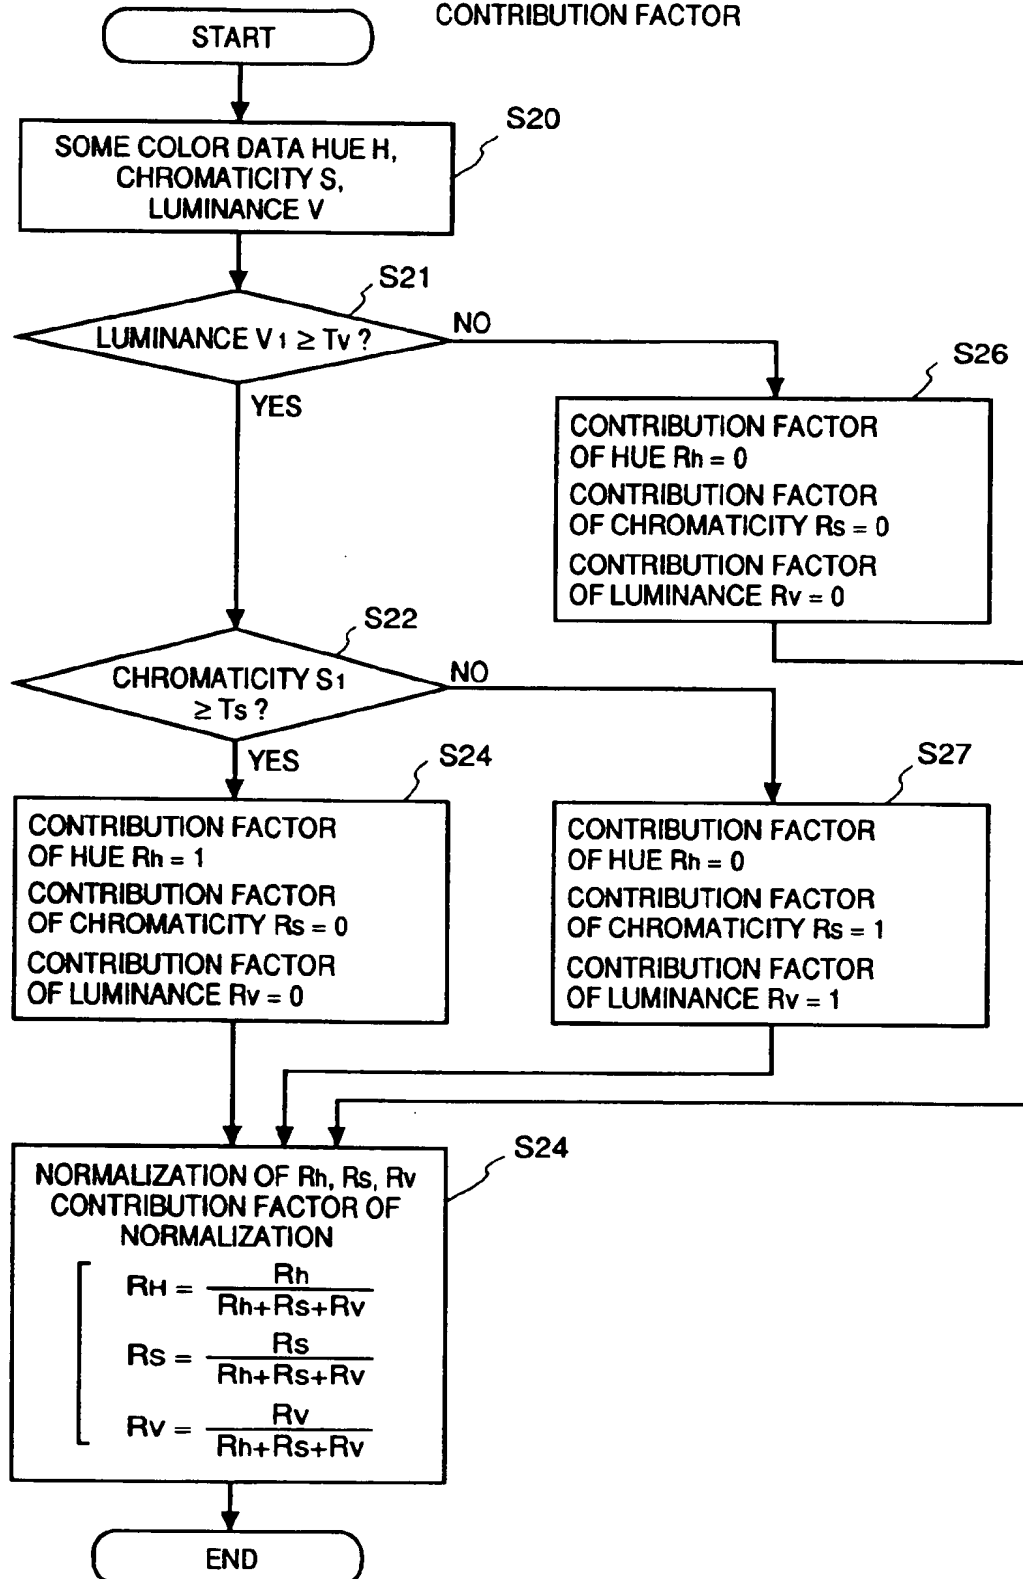 CONTRIBUTION FACTOR
START
S20
SOME COLOR DATA HUE H,
CHROMATICITY S,
LUMINANCE V
S21
LUMINANCE V1 ≥ Tv ?
NO
YES
S26
CONTRIBUTION FACTOR
OF HUE Rh = 0
CONTRIBUTION FACTOR
OF CHROMATICITY Rs = 0
CONTRIBUTION FACTOR
OF LUMINANCE Rv = 0
S22
CHROMATICITY S1
≥ Ts ?
NO
YES
S24
CONTRIBUTION FACTOR
OF HUE Rh = 1
CONTRIBUTION FACTOR
OF CHROMATICITY Rs = 0
CONTRIBUTION FACTOR
OF LUMINANCE Rv = 0
S27
CONTRIBUTION FACTOR
OF HUE Rh = 0
CONTRIBUTION FACTOR
OF CHROMATICITY Rs = 1
CONTRIBUTION FACTOR
OF LUMINANCE Rv = 1
S24
NORMALIZATION OF Rh, Rs, Rv
CONTRIBUTION FACTOR OF
NORMALIZATION
RH = Rh / Rh+Rs+Rv
RS = Rs / Rh+Rs+Rv
RV = Rv / Rh+Rs+Rv
END